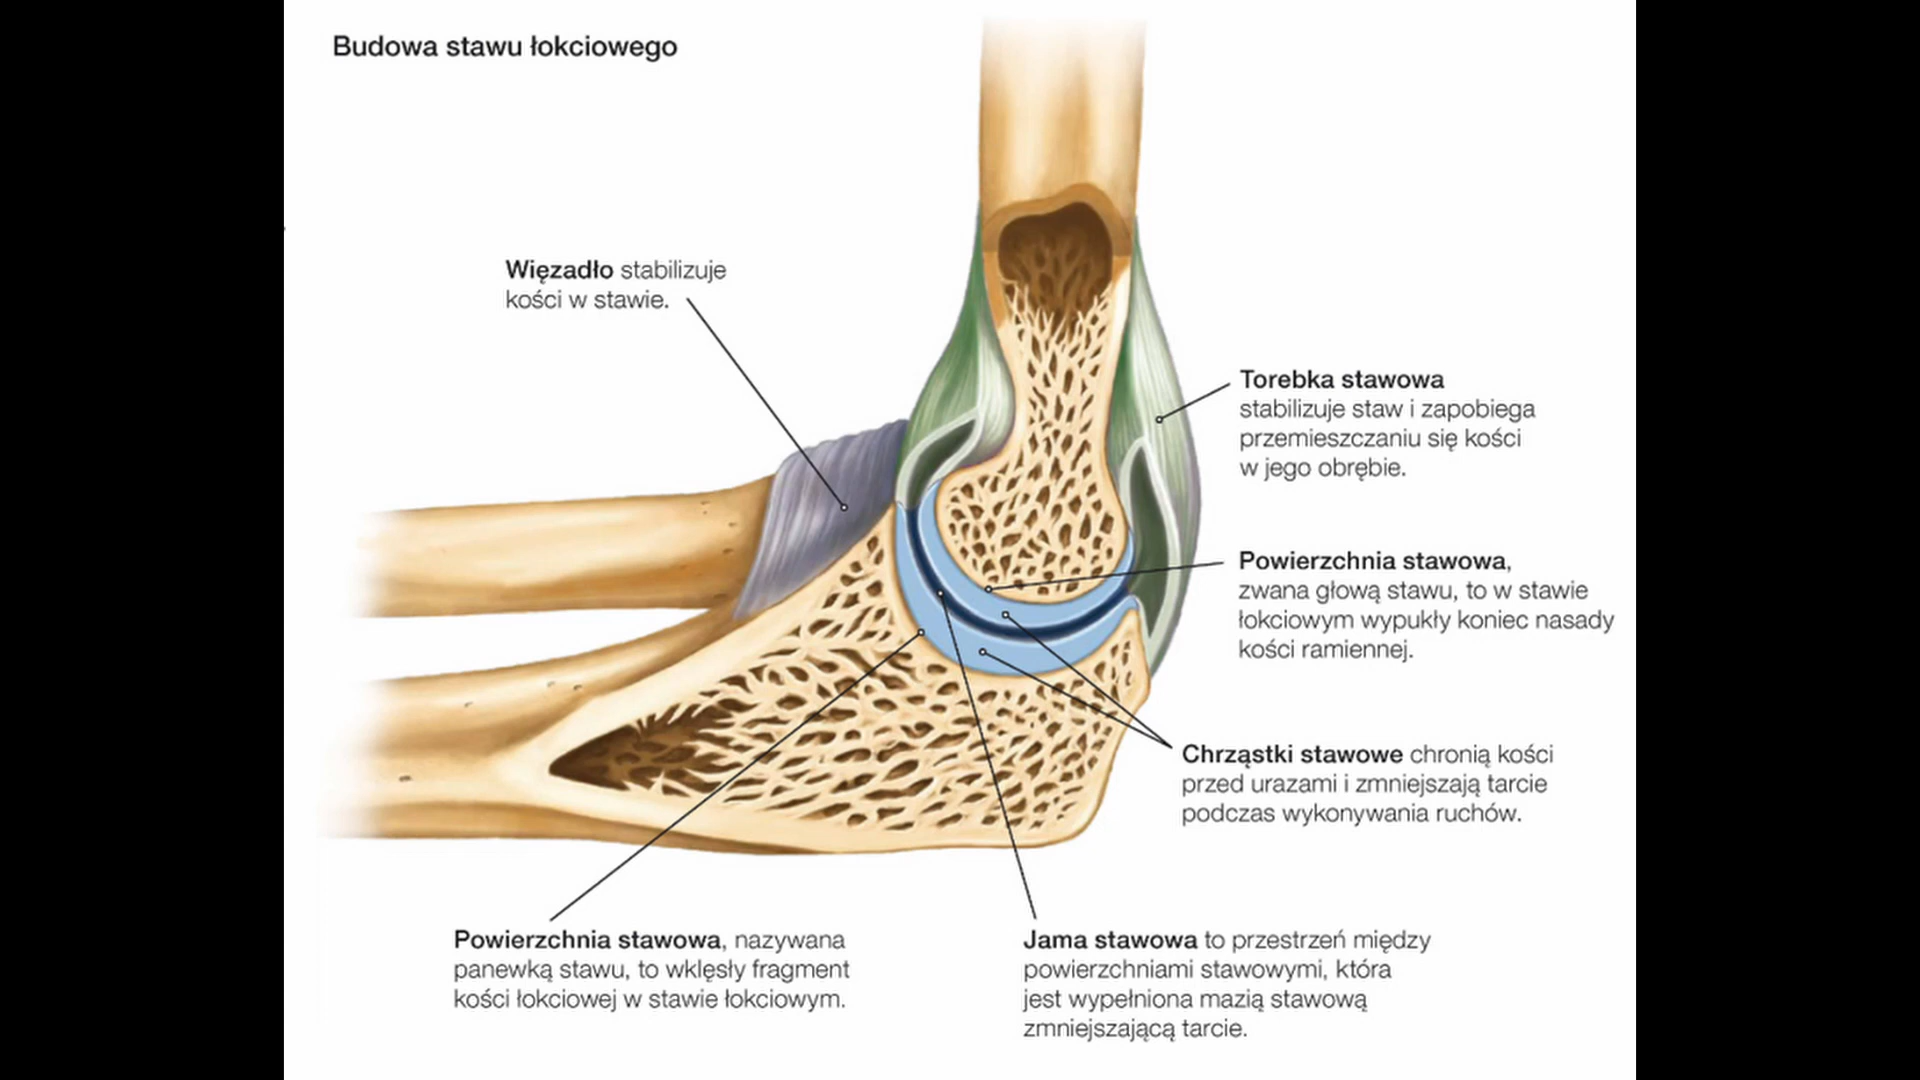 Budowa stawu łokciowego
Więzadło stabilizuje
kości w stawie.
Torebka stawowa
stabilizuje staw i zapobiega
przemieszczaniu się kości
w jego obrębie.
Powierzchnia stawowa,
zwana głową stawu, to w stawie
łokciowym wypukły koniec nasady
kości ramiennej.
Chrząstki stawowe chronią kości
przed urazami i zmniejszają tarcie
podczas wykonywania ruchów.
Powierzchnia stawowa, nazywana
panewką stawu, to wklęsły fragment
kości łokciowej w stawie łokciowym.
Jama stawowa to przestrzeń między
powierzchniami stawowymi, która
jest wypełniona mazią stawową
zmniejszającą tarcie.